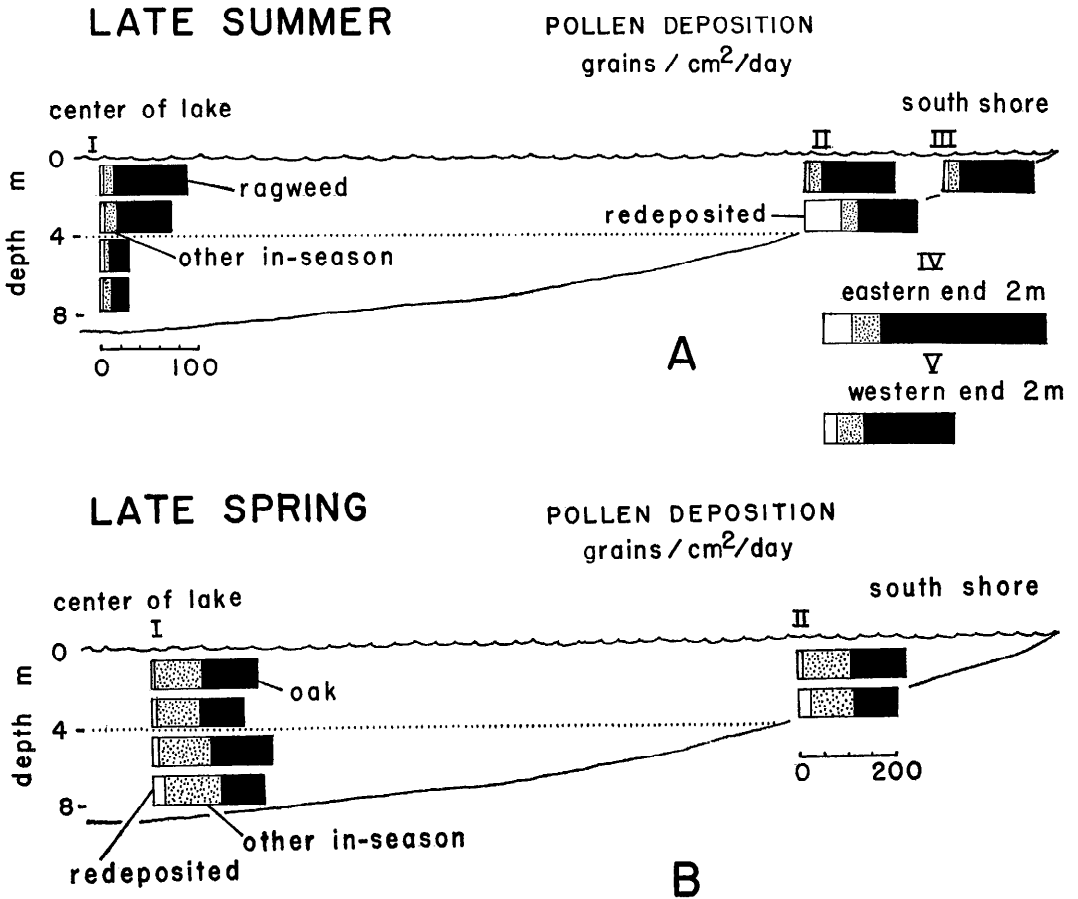 LATE SUMMER
POLLEN DEPOSITION
grains / cm2/day
center of lake
south shore
I
II
III
0
ragweed
redeposited
4
other in-season
depth m
IV
eastern end 2m
8
0 100
A
V
western end 2m
LATE SPRING
POLLEN DEPOSITION
grains / cm2/day
center of lake
south shore
I
II
0
oak
4
depth m
0 200
8
other in-season
redeposited
B